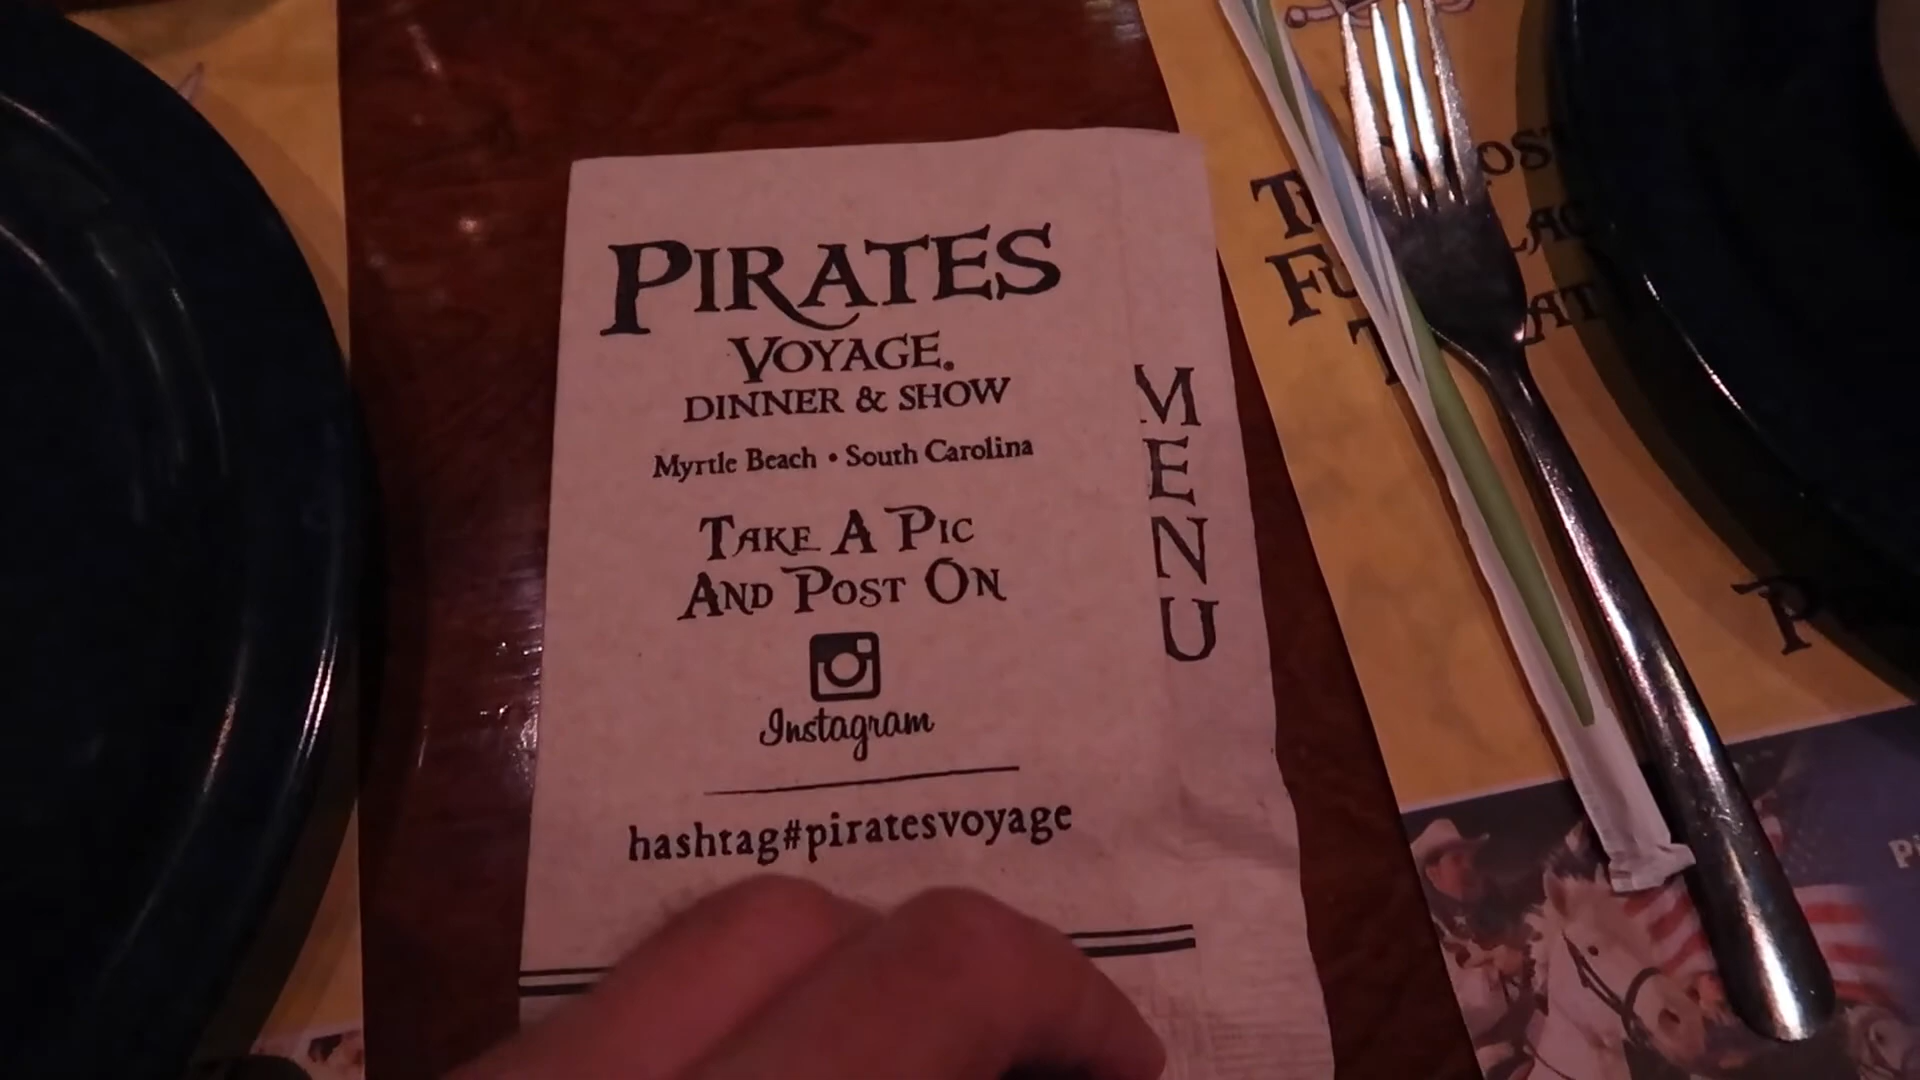 PIRATES
VOYAGE.
DINNER & SHOW
Myrtle Beach • South Carolina
TAKE A PIC
AND POST ON
Instagram
hashtag#piratesvoyage
MENU